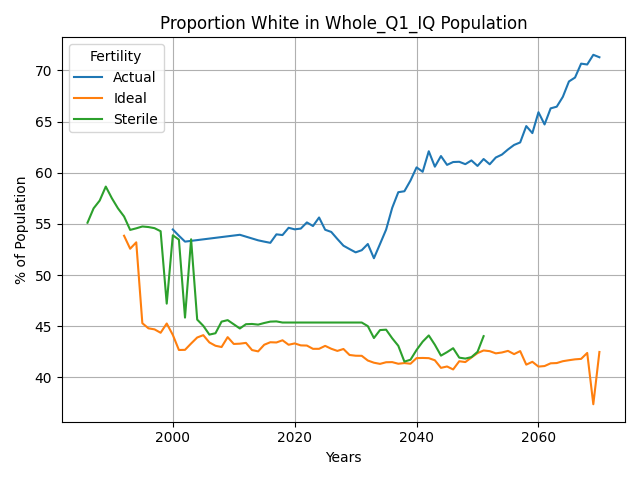 Proportion White in Whole_Q1_IQ Population
Fertility
Actual
Ideal
Sterile
% of Population
70
65
60
55
50
45
40
2000
2020
2040
2060
Years